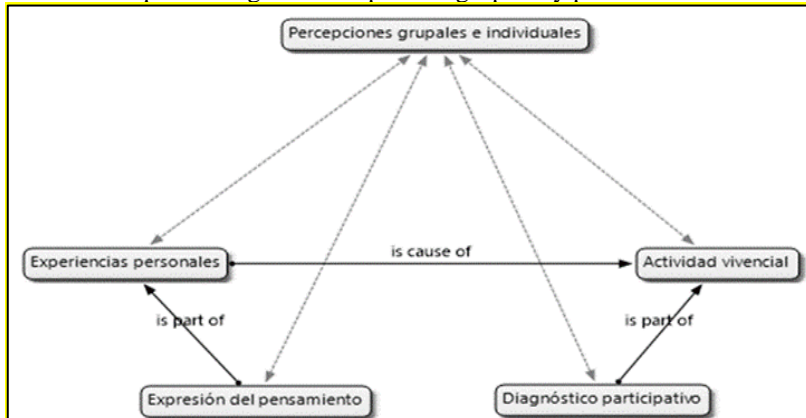 Percepciones grupales e individuales
Experiencias personales
is cause of
Actividad vivencial
is part of
is part of
Expresión del pensamiento
Diagnóstico participativo